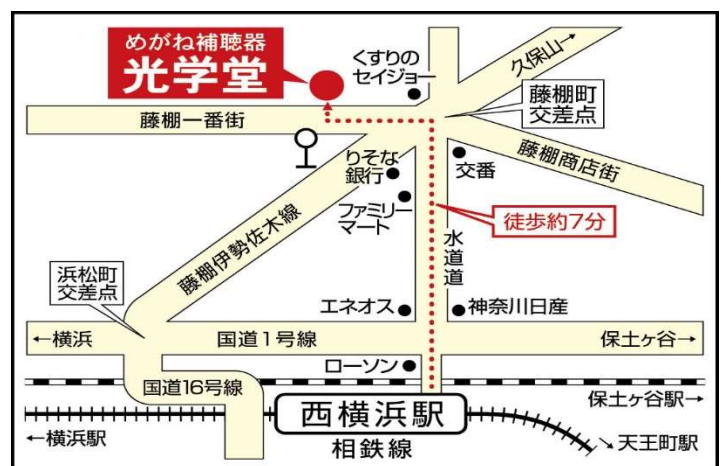 めがね補聴器
光学堂
くすりの
セイジョー
久保山→
藤棚町
交差点
藤棚一番街
藤棚商店街
りそな
銀行
交番
ファミリー
マート
徒歩約7分
水道道
藤棚伊勢佐木線
浜松町
交差点
エネオス
神奈川日産
←横浜
国道1号線
保土ヶ谷→
ローソン
国道16号線
保土ヶ谷駅→
西横浜駅
←横浜駅
相鉄線
→天王町駅